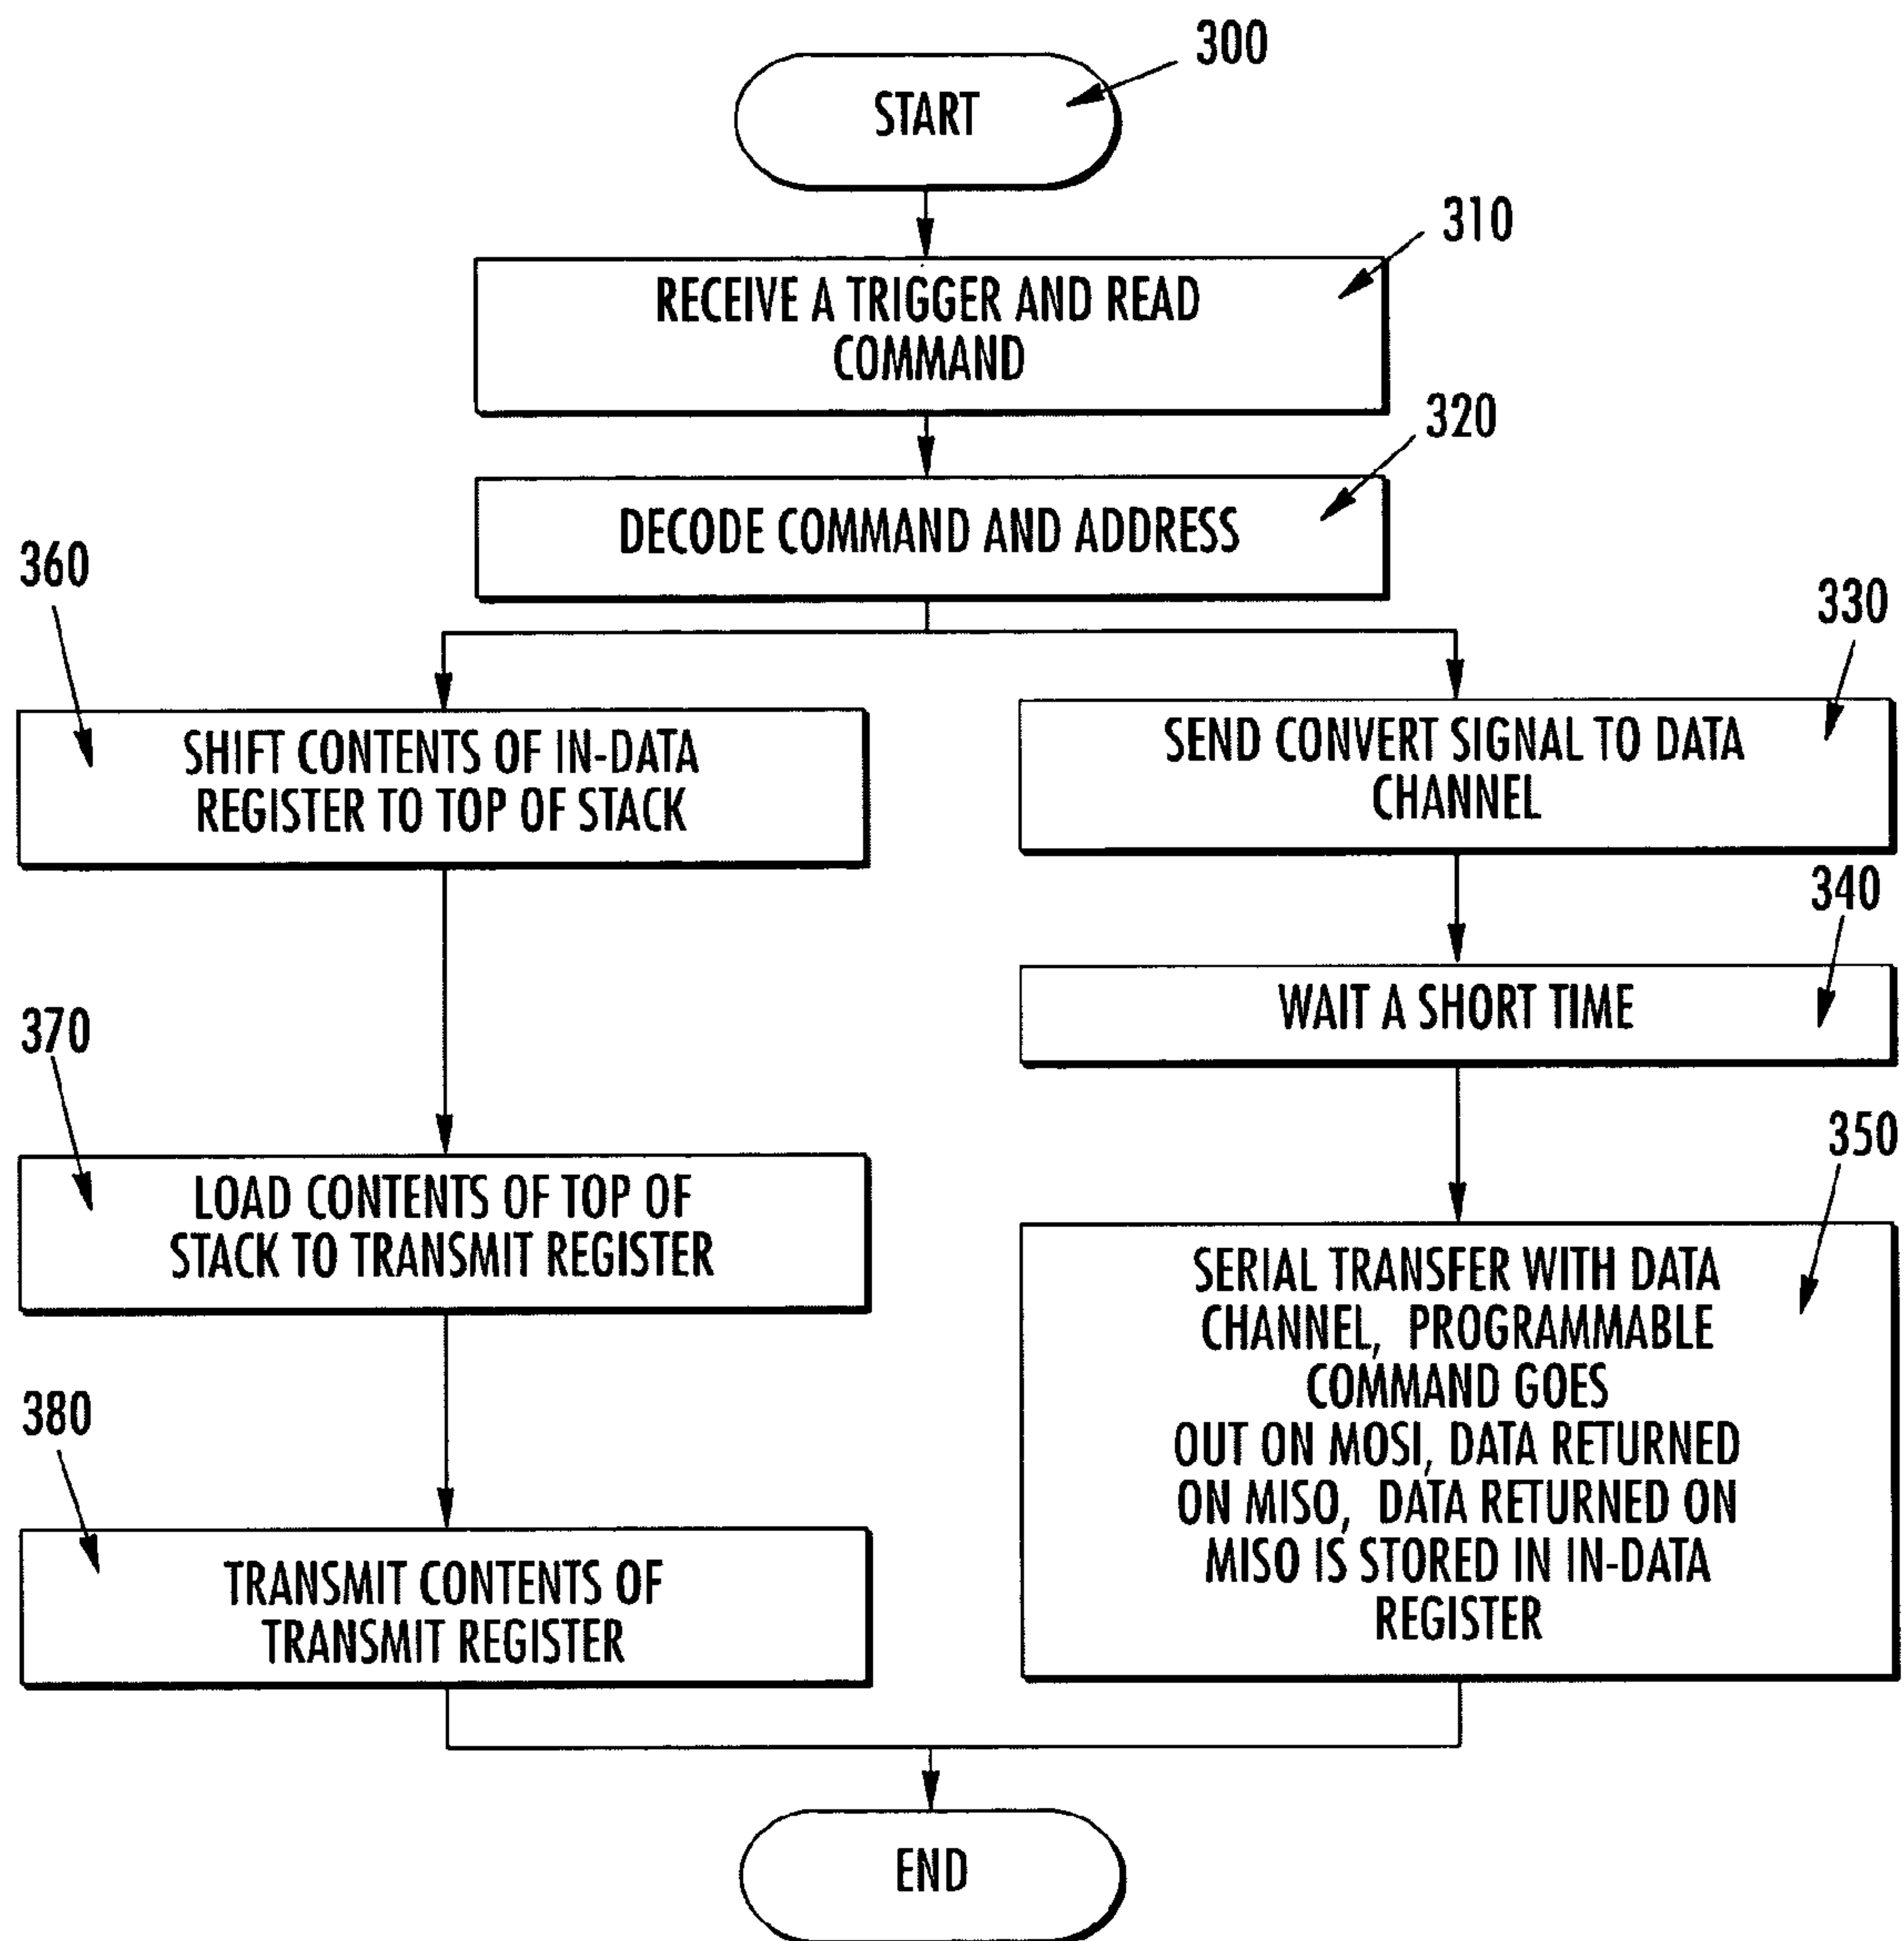 300
START
310
RECEIVE A TRIGGER AND READ
COMMAND
320
DECODE COMMAND AND ADDRESS
360
SHIFT CONTENTS OF IN-DATA
REGISTER TO TOP OF STACK
330
SEND CONVERT SIGNAL TO DATA
CHANNEL
340
WAIT A SHORT TIME
370
LOAD CONTENTS OF TOP OF
STACK TO TRANSMIT REGISTER
350
SERIAL TRANSFER WITH DATA
CHANNEL, PROGRAMMABLE
COMMAND GOES
OUT ON MOSI, DATA RETURNED
ON MISO, DATA RETURNED ON
MISO IS STORED IN IN-DATA
REGISTER
380
TRANSMIT CONTENTS OF
TRANSMIT REGISTER
END